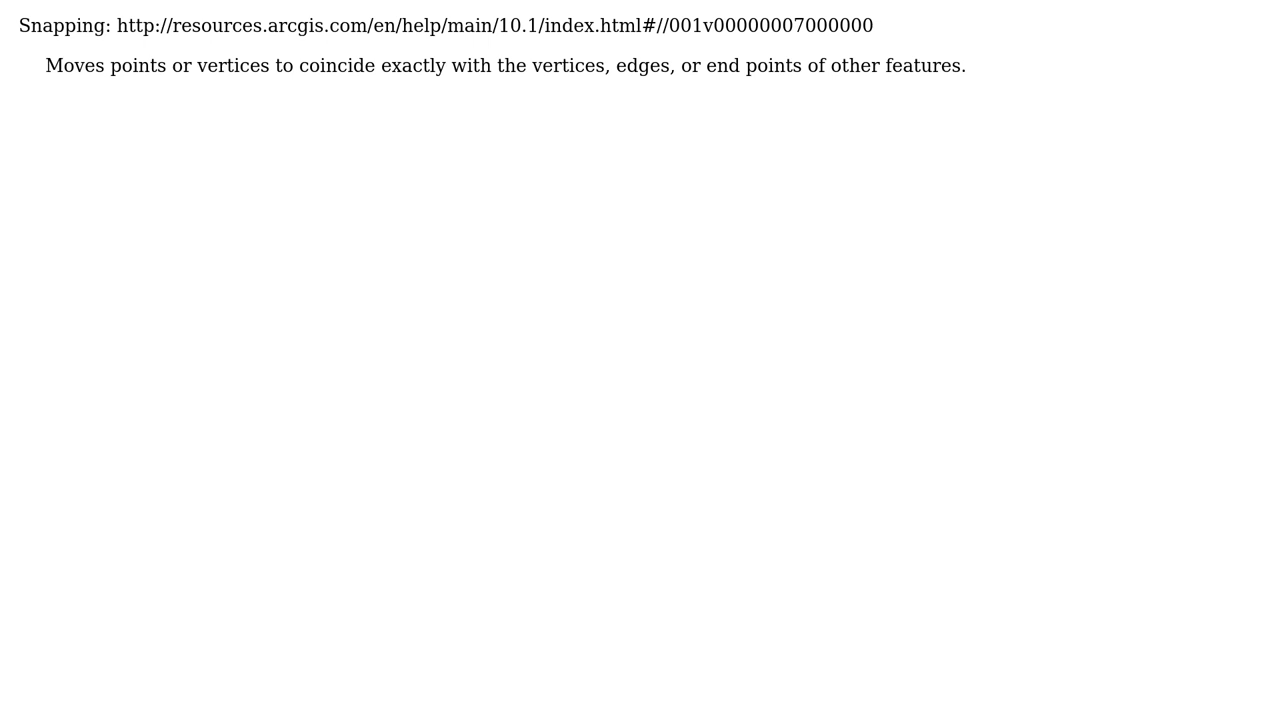 Snapping: http://resources.arcgis.com/en/help/main/10.1/index.html#//001v00000007000000
Moves points or vertices to coincide exactly with the vertices, edges, or end points of other features.